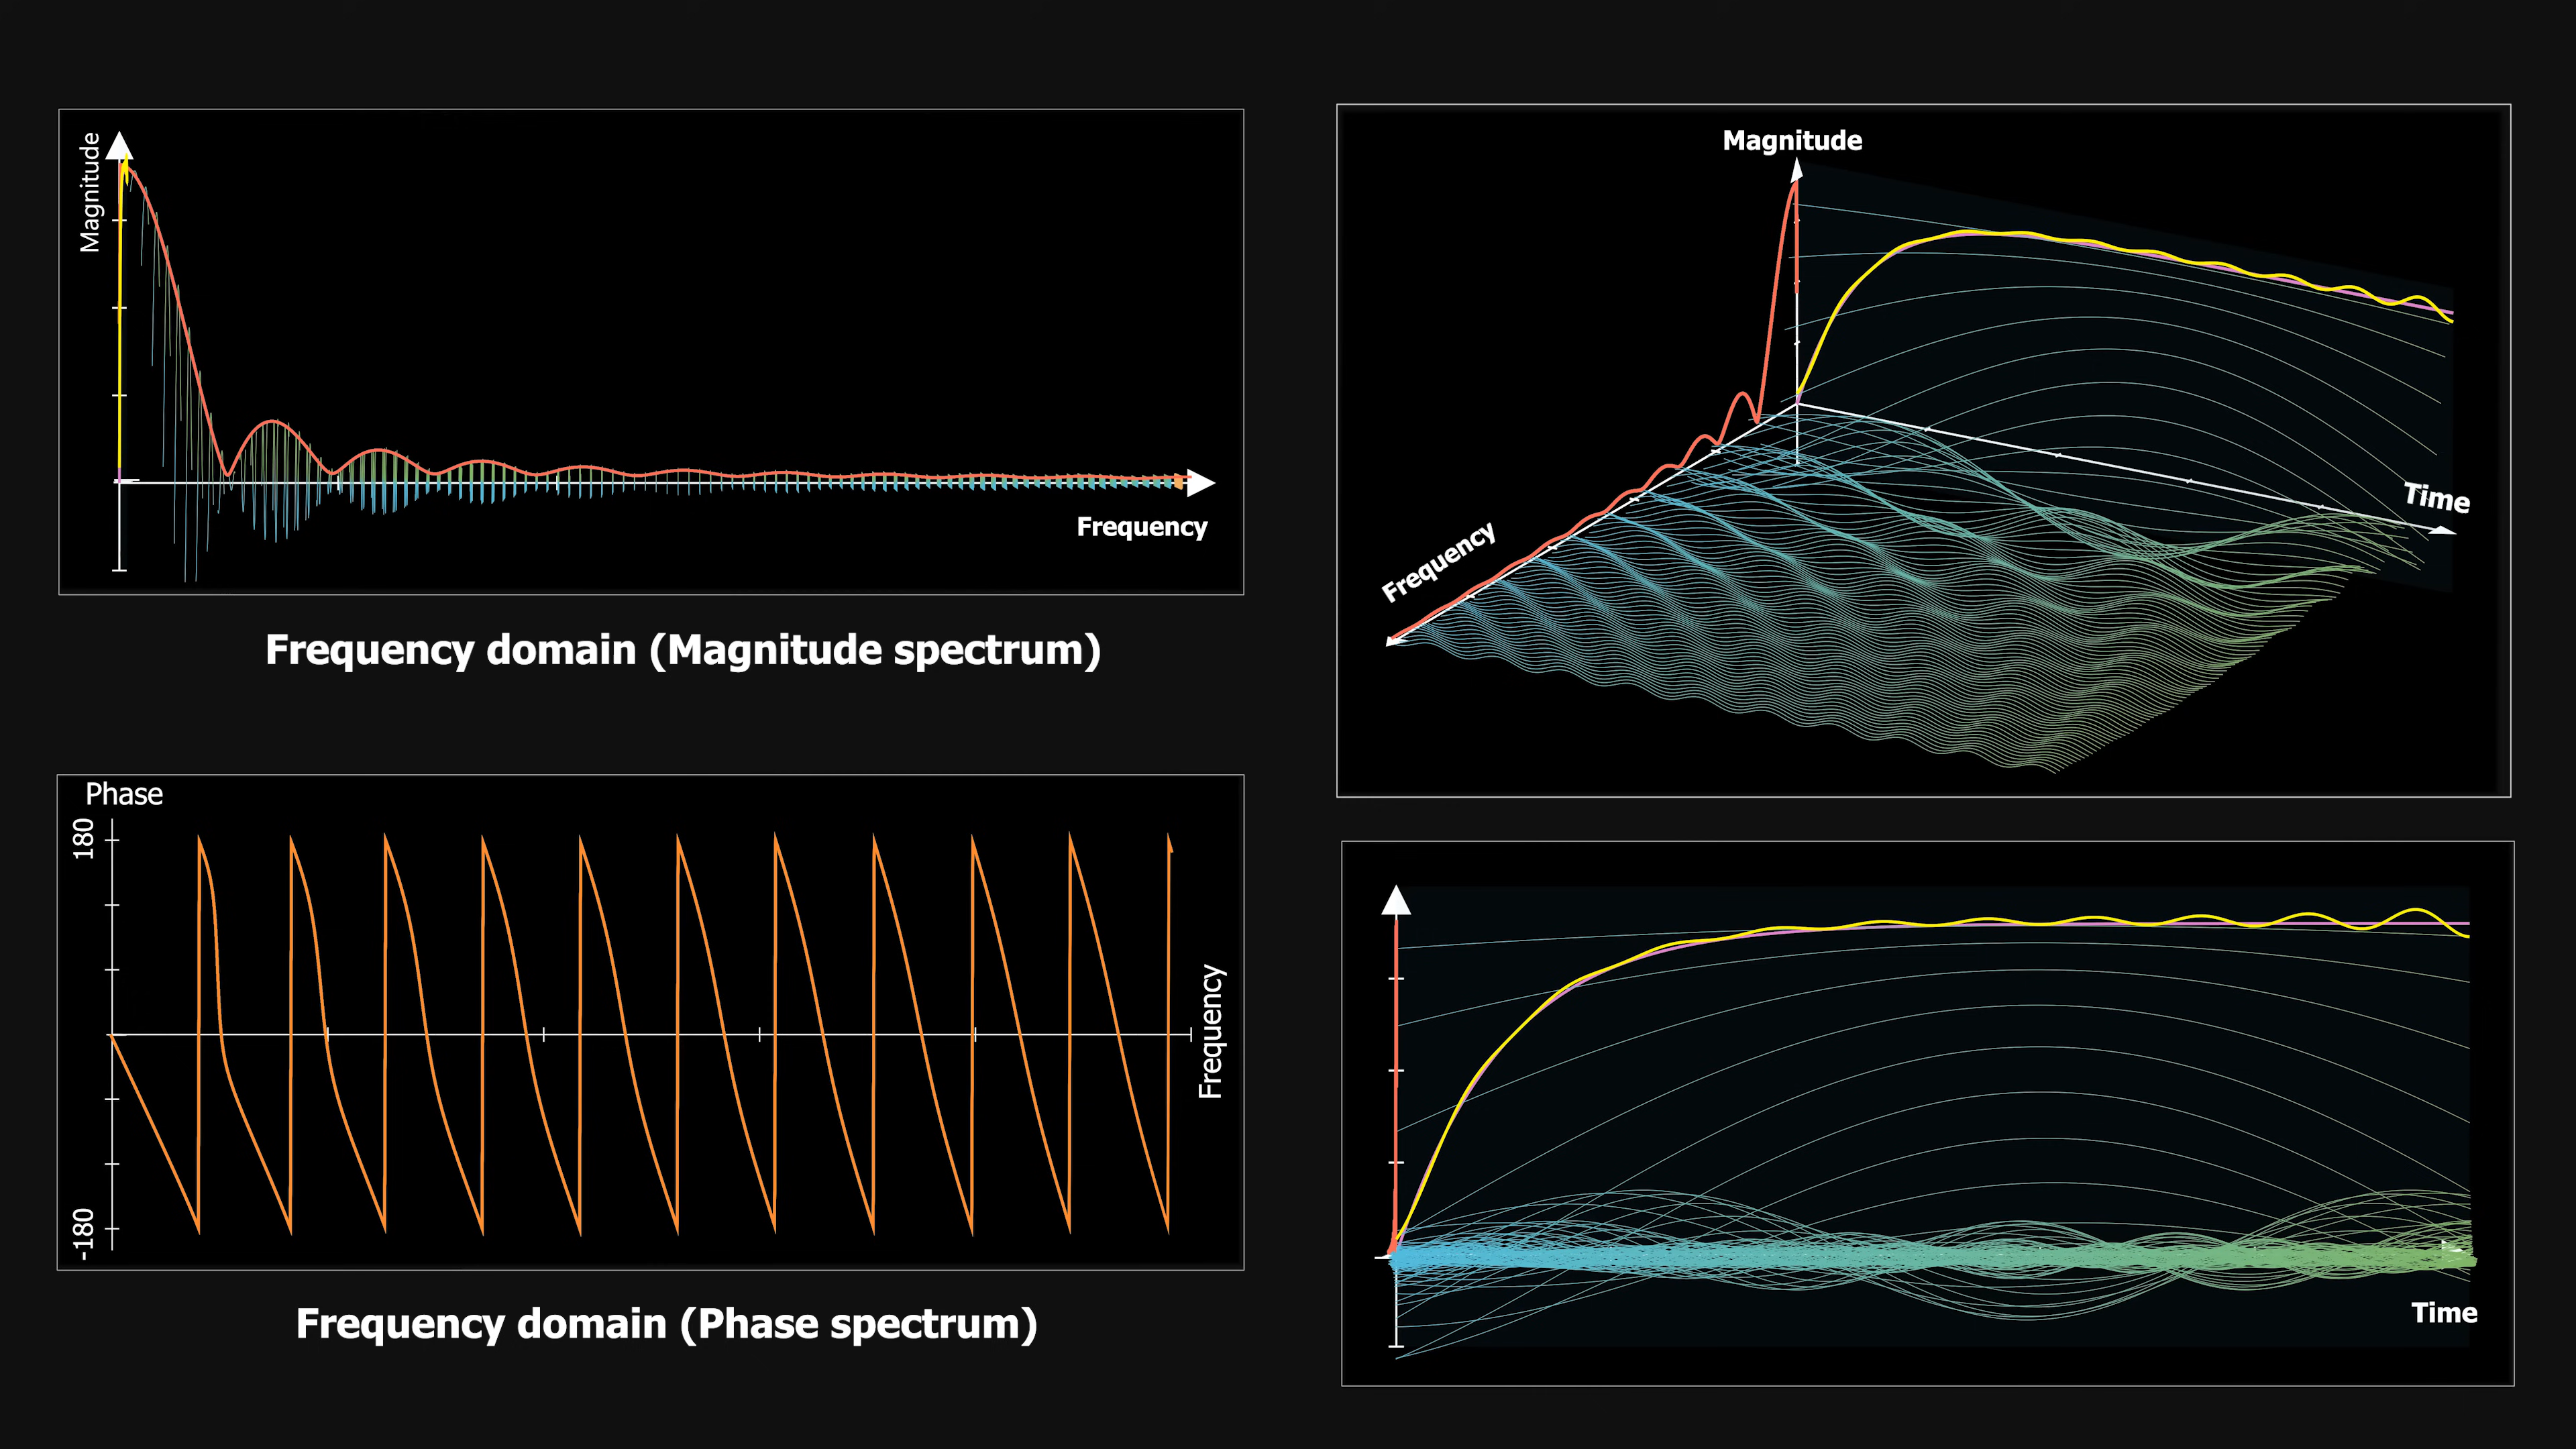 Magnitude
Frequency
Frequency domain (Magnitude spectrum)
Magnitude
Time
Frequency
Phase
180
-180
Frequency
Frequency domain (Phase spectrum)
Time